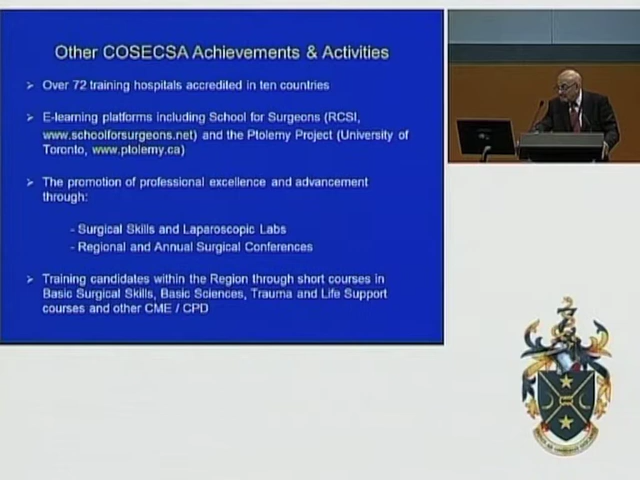 Other COSECSA Achievements & Activities
➢ Over 72 training hospitals accredited in ten countries
➢ E-learning platforms including School for Surgeons (RCSI,
www.schoolforsurgeons.net) and the Ptolemy Project (University of
Toronto, www.ptolemy.ca)
➢ The promotion of professional excellence and advancement
through:
- Surgical Skills and Laparoscopic Labs
- Regional and Annual Surgical Conferences
➢ Training candidates within the Region through short courses in
Basic Surgical Skills, Basic Sciences, Trauma and Life Support
courses and other CME / CPD